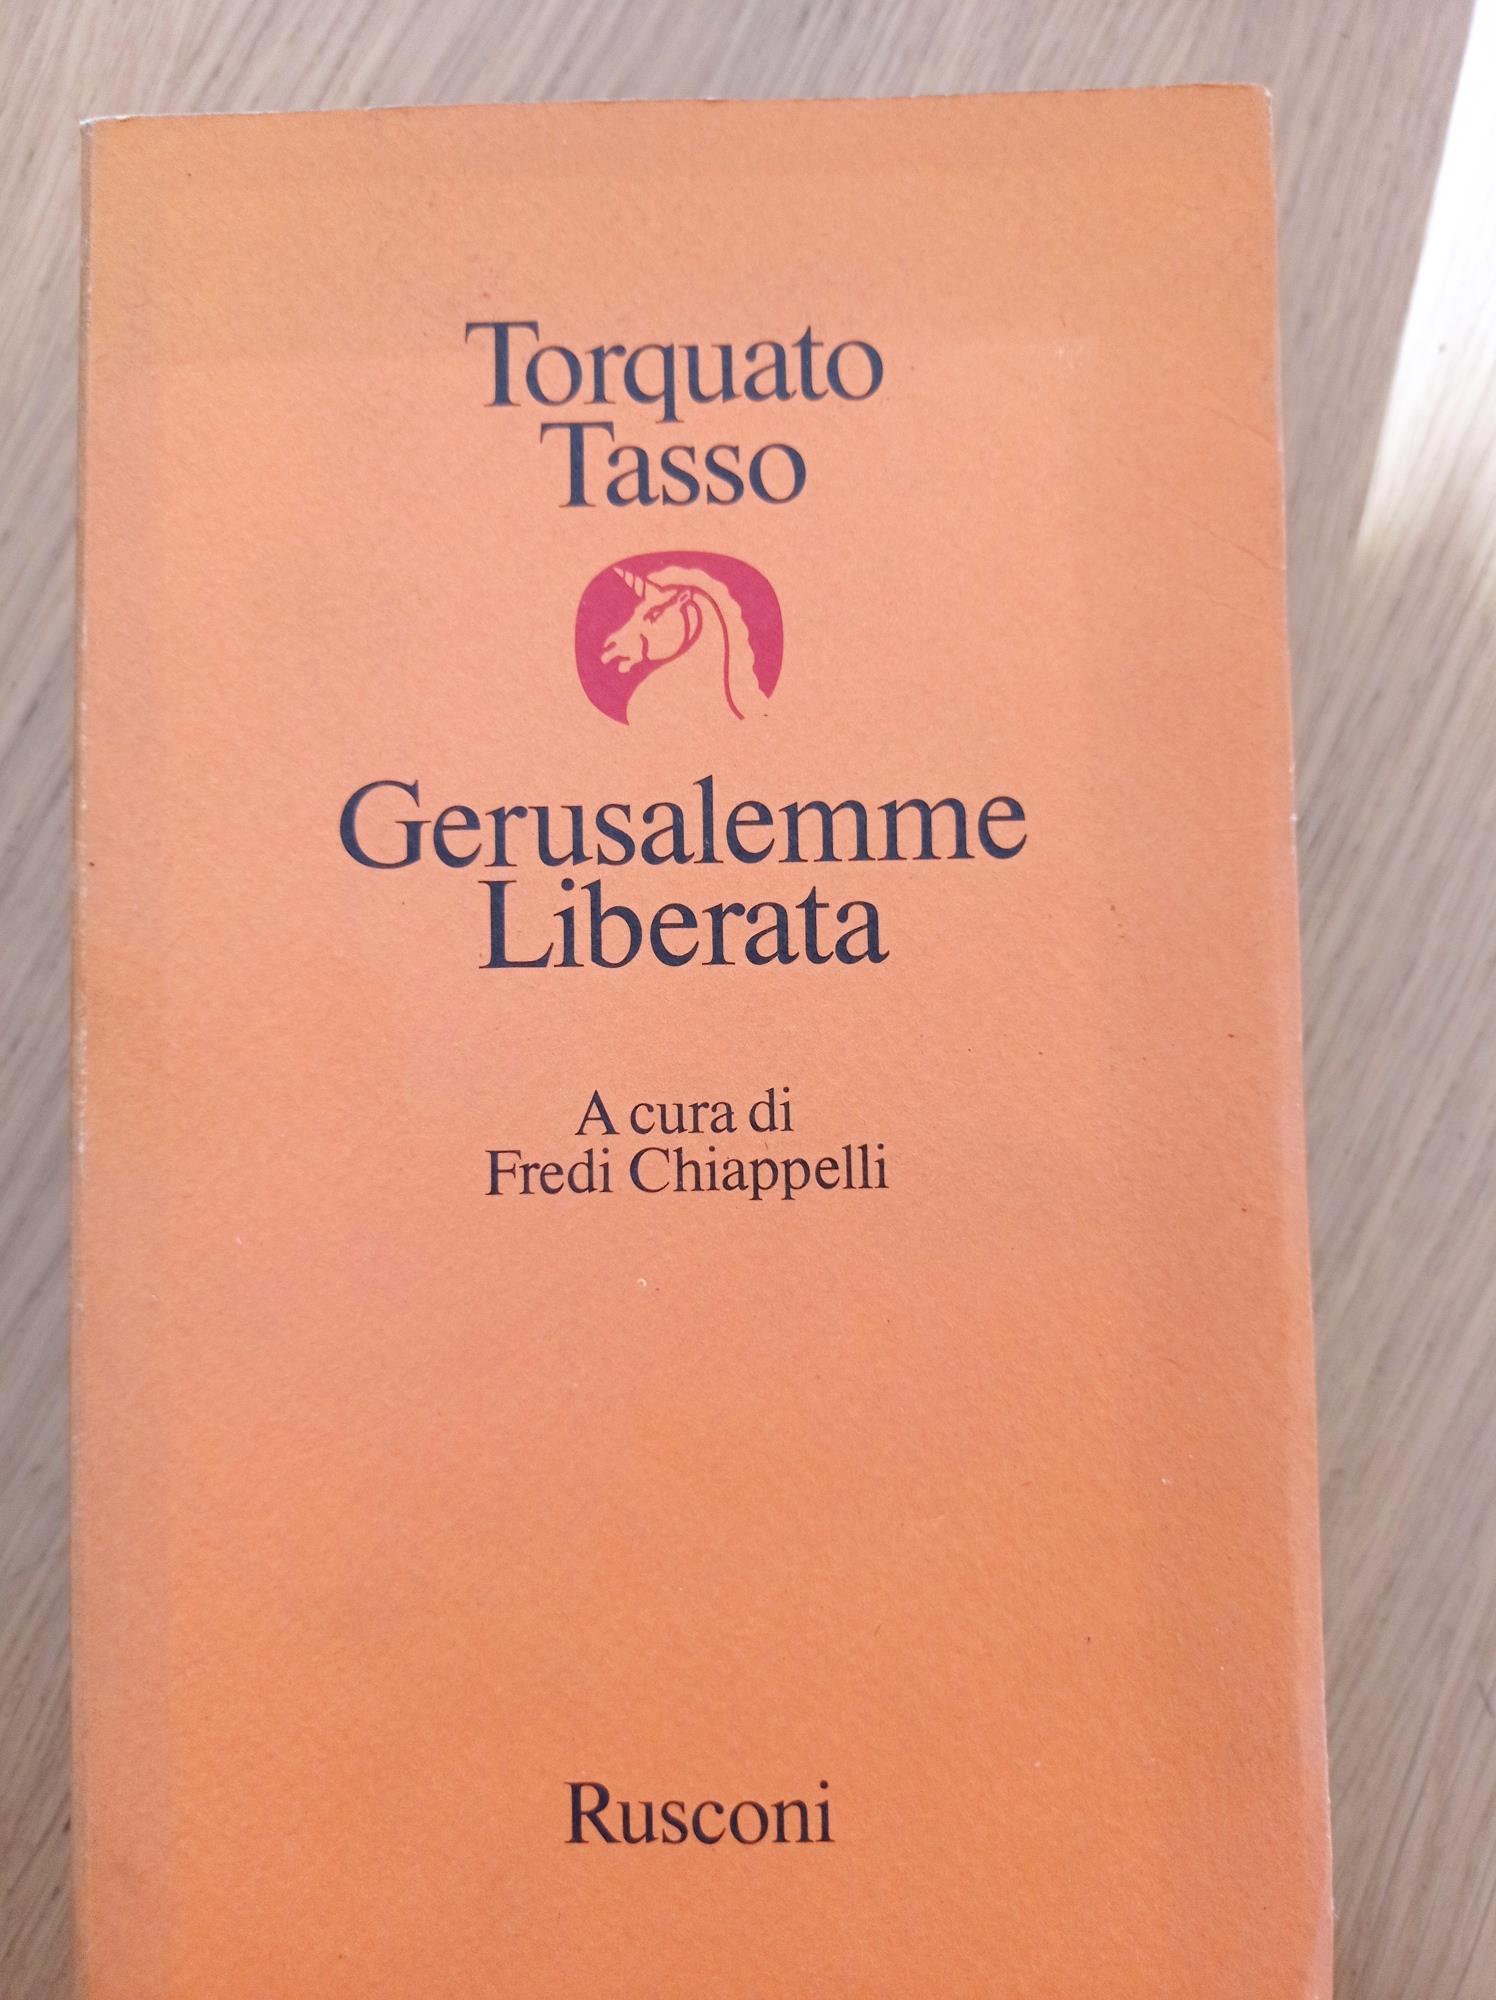 Torquato
Tasso
Gerusalemme
Liberata
A cura di
Fredi Chiappelli
Rusconi